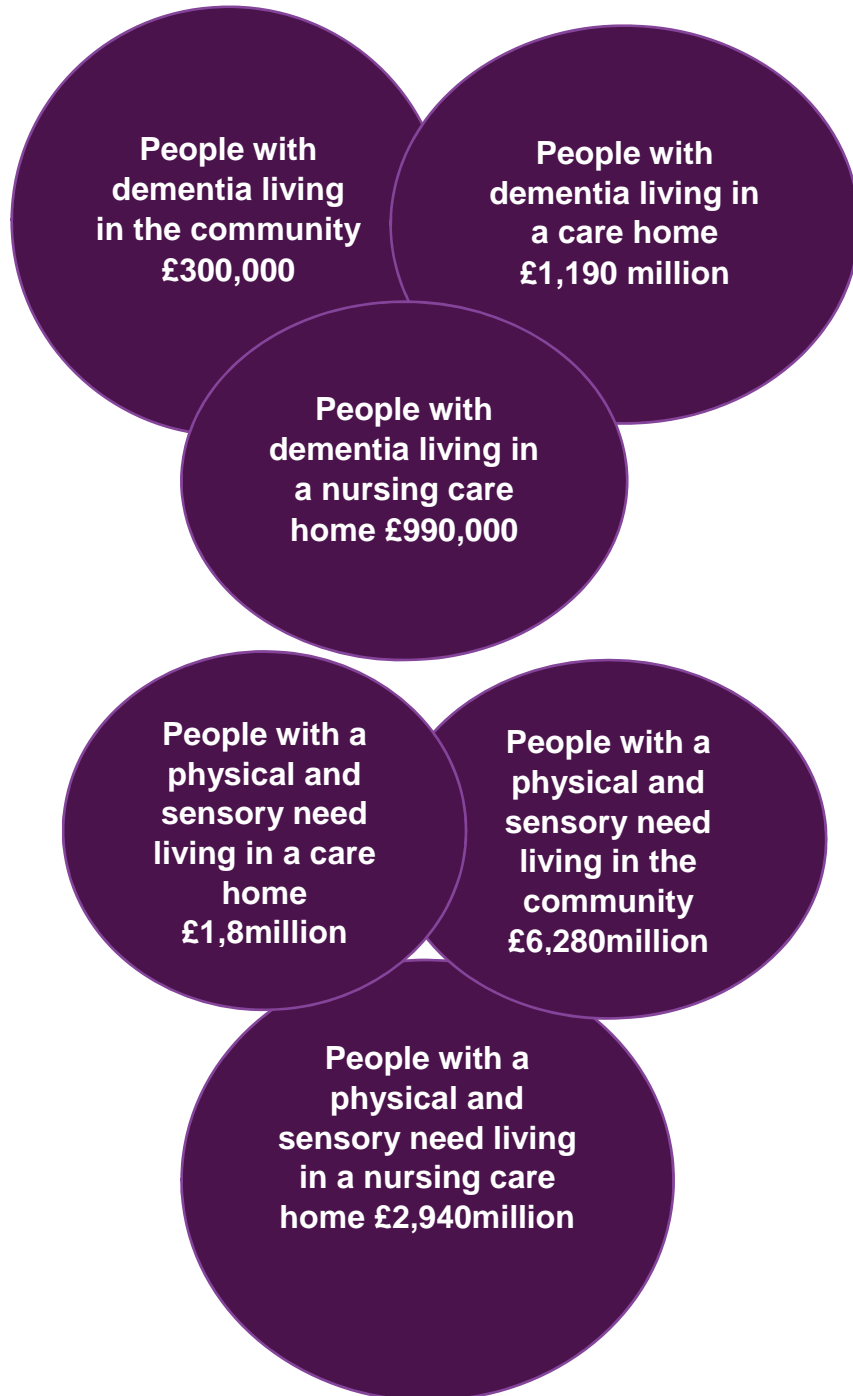 People with
dementia living
in the community
£300,000
People with
dementia living in
a care home
£1,190 million
People with
dementia living in
a nursing care
home £990,000
People with a
physical and
sensory need
living in a care
home
£1,8million
People with a
physical and
sensory need
living in the
community
£6,280million
People with a
physical and
sensory need living
in a nursing care
home £2,940million